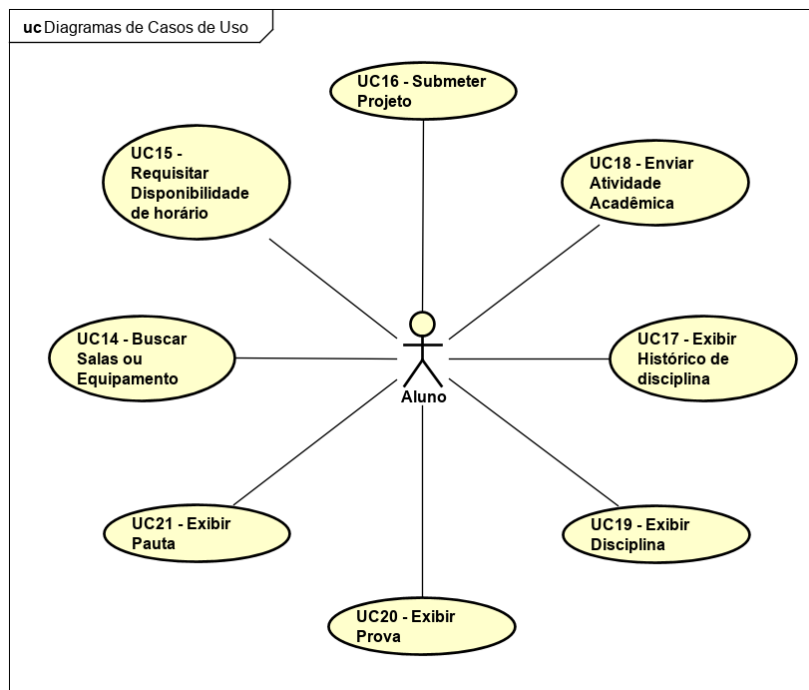 uc Diagramas de Casos de Uso
UC16 - Submeter
Projeto
UC15 -
Requisitar
Disponibilidade
de horário
UC18 - Enviar
Atividade
Acadêmica
UC14 - Buscar
Salas ou
Equipamento
UC17 - Exibir
Histórico de
disciplina
Aluno
UC21 - Exibir
Pauta
UC19 - Exibir
Disciplina
UC20 - Exibir
Prova